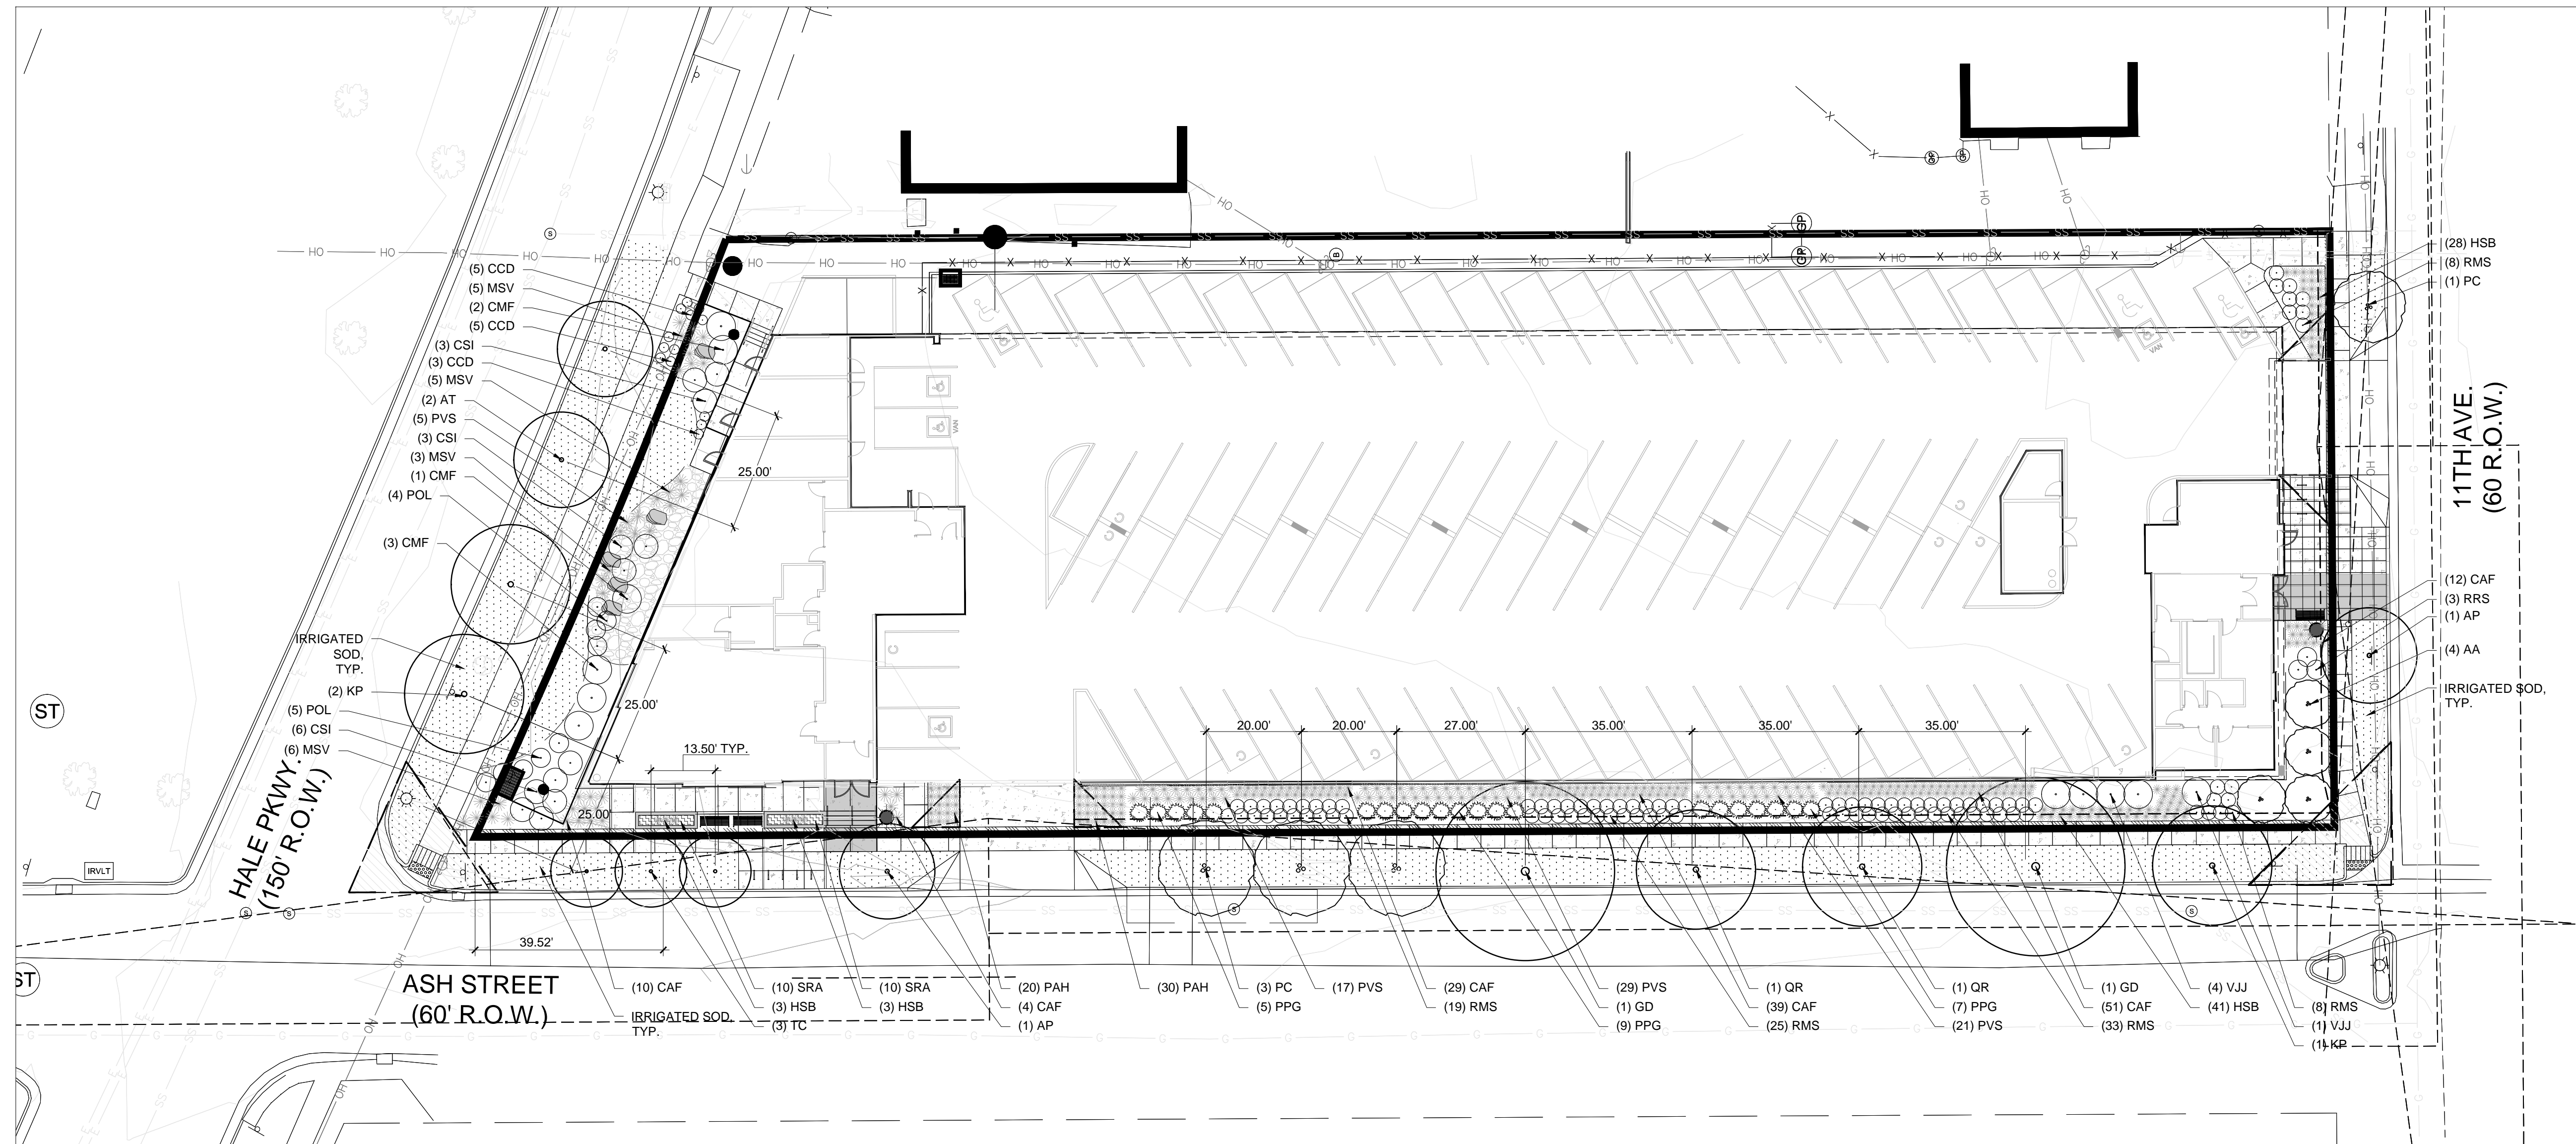 (5) CCD
(5) MSV
(2) CMF
(5) CCD
(3) CSI
(3) CCD
(5) MSV
(2) AT
(5) PVS
(3) CSI
(3) MSV
(1) CMF
(4) POL
(3) CMF
IRRIGATED
SOD,
TYP.
(2) KP
(5) POL
(6) CSI
(6) MSV
ST
ST
IRVLT
HALE PKWY.
(150' R.O.W.)
ASH STREET
(60' R.O.W.)
11TH AVE.
(60 R.O.W.)
GP
GR
GP
GP
B
VAN
VAN
25.00'
25.00'
25.00'
13.50' TYP.
39.52'
20.00'
20.00'
27.00'
35.00'
35.00'
35.00'
(28) HSB
(8) RMS
(1) PC
(12) CAF
(3) RRS
(1) AP
(4) AA
IRRIGATED SOD,
TYP.
(10) CAF
IRRIGATED SOD,
TYP.
(10) SRA
(3) HSB
(3) TC
(10) SRA
(3) HSB
(20) PAH
(4) CAF
(1) AP
(30) PAH
(3) PC
(5) PPG
(17) PVS
(29) CAF
(19) RMS
(29) PVS
(1) GD
(9) PPG
(1) QR
(39) CAF
(25) RMS
(1) QR
(7) PPG
(21) PVS
(1) GD
(51) CAF
(33) RMS
(4) VJJ
(41) HSB
(8) RMS
(1) VJJ
(1) KP